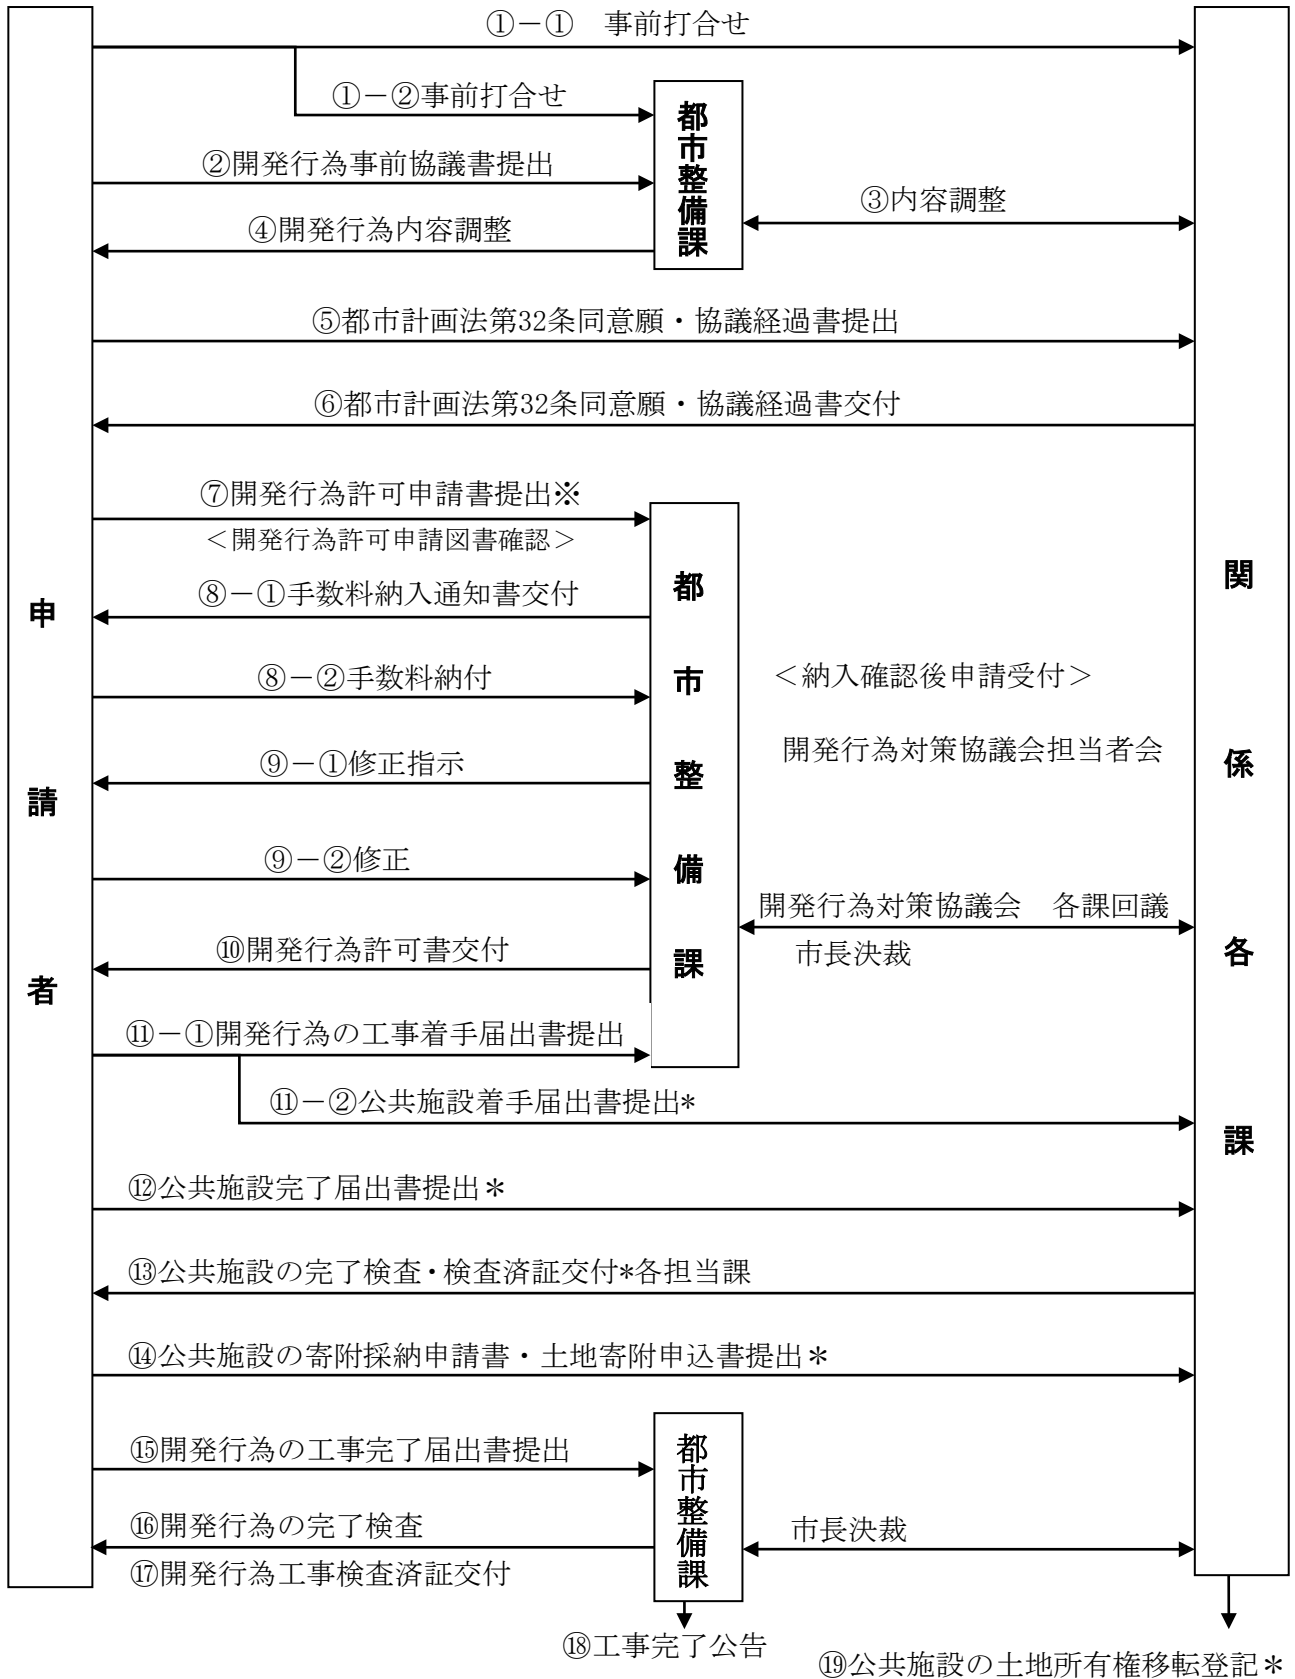 ①－①　事前打合せ
①－②事前打合せ
都市整備課
②開発行為事前協議書提出
③内容調整
④開発行為内容調整
⑤都市計画法第32条同意願・協議経過書提出
⑥都市計画法第32条同意願・協議経過書交付
⑦開発行為許可申請書提出※
＜開発行為許可申請図書確認＞
⑧－①手数料納入通知書交付
申請者
都市整備課
関係各課
⑧－②手数料納付
＜納入確認後申請受付＞
⑨－①修正指示
開発行為対策協議会担当者会
⑨－②修正
開発行為対策協議会　各課回議
⑩開発行為許可書交付
市長決裁
⑪－①開発行為の工事着手届出書提出
⑪－②公共施設着手届出書提出*
⑫公共施設完了届出書提出＊
⑬公共施設の完了検査・検査済証交付*各担当課
⑭公共施設の寄附採納申請書・土地寄附申込書提出＊
⑮開発行為の工事完了届出書提出
都市整備課
⑯開発行為の完了検査
市長決裁
⑰開発行為工事検査済証交付
⑱工事完了公告
⑲公共施設の土地所有権移転登記＊